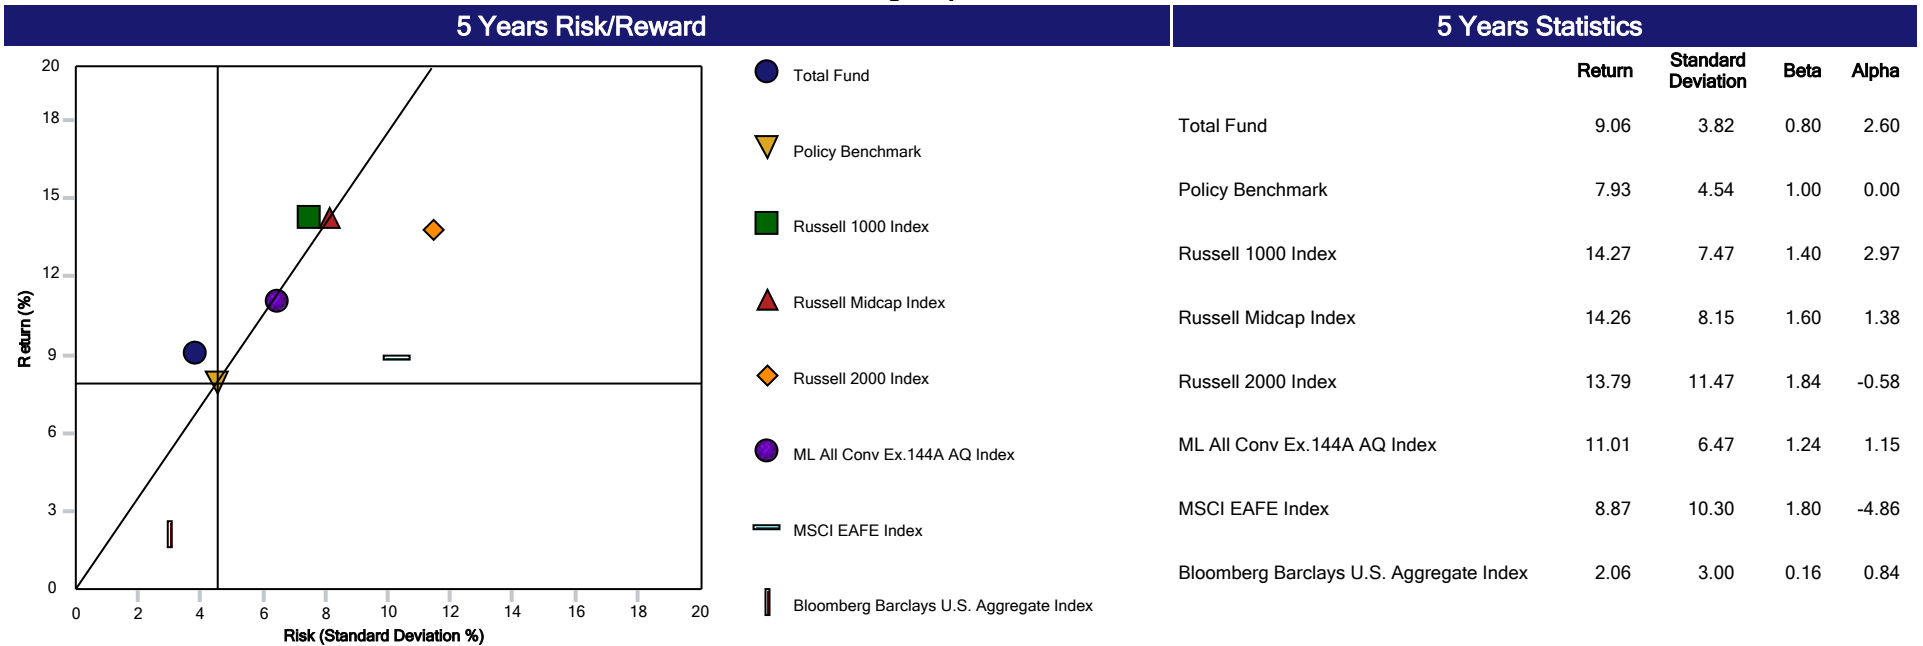 5 Years Risk/Reward
5 Years Statistics
20
18
15
12
9
6
3
0
Return (%)
0 2 4 6 8 10 12 14 16 18 20
Risk (Standard Deviation %)
Total Fund
Policy Benchmark
Russell 1000 Index
Russell Midcap Index
Russell 2000 Index
ML All Conv Ex.144A AQ Index
MSCI EAFE Index
Bloomberg Barclays U.S. Aggregate Index
Return Standard Deviation Beta Alpha
Total Fund 9.06 3.82 0.80 2.60
Policy Benchmark 7.93 4.54 1.00 0.00
Russell 1000 Index 14.27 7.47 1.40 2.97
Russell Midcap Index 14.26 8.15 1.60 1.38
Russell 2000 Index 13.79 11.47 1.84 -0.58
ML All Conv Ex.144A AQ Index 11.01 6.47 1.24 1.15
MSCI EAFE Index 8.87 10.30 1.80 -4.86
Bloomberg Barclays U.S. Aggregate Index 2.06 3.00 0.16 0.84